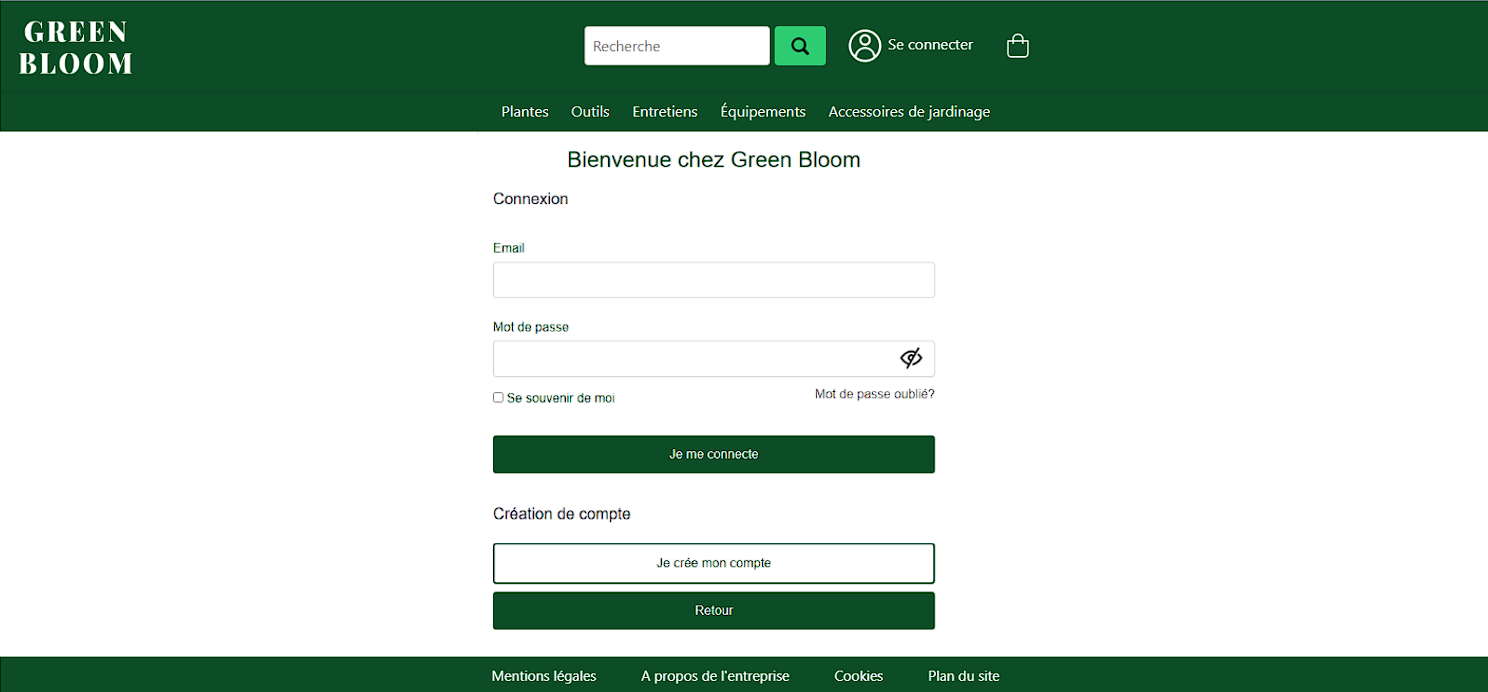 GREEN
BLOOM
Recherche
Se connecter
Plantes Outils Entretiens Équipements Accessoires de jardinage
Bienvenue chez Green Bloom
Connexion
Email
Mot de passe
Se souvenir de moi Mot de passe oublié?
Je me connecte
Création de compte
Je crée mon compte
Retour
Mentions légales A propos de l'entreprise Cookies Plan du site